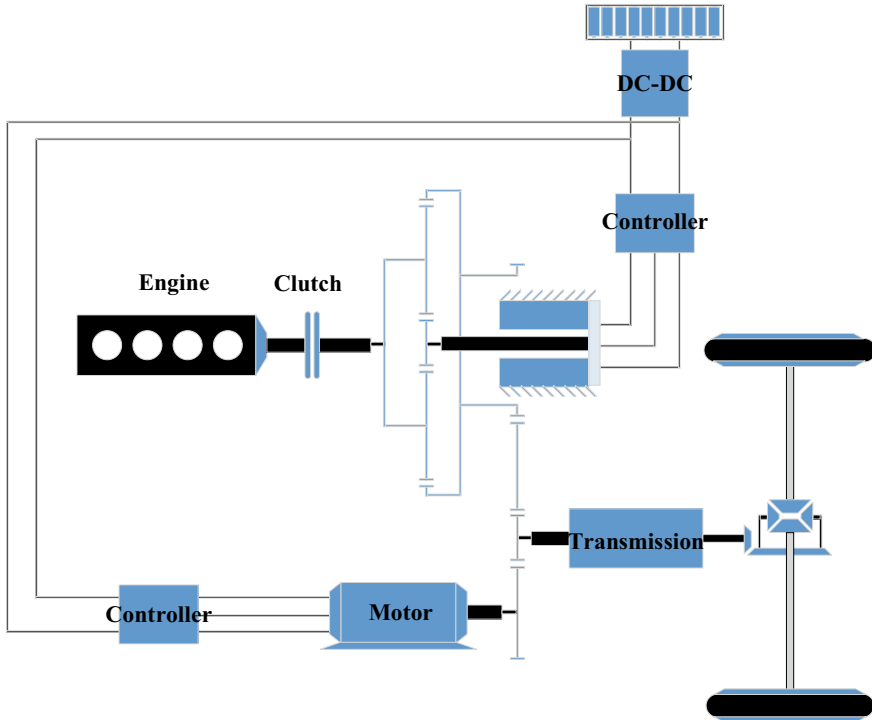 DC-DC
Controller
Engine
Clutch
Transmission
Controller
Motor